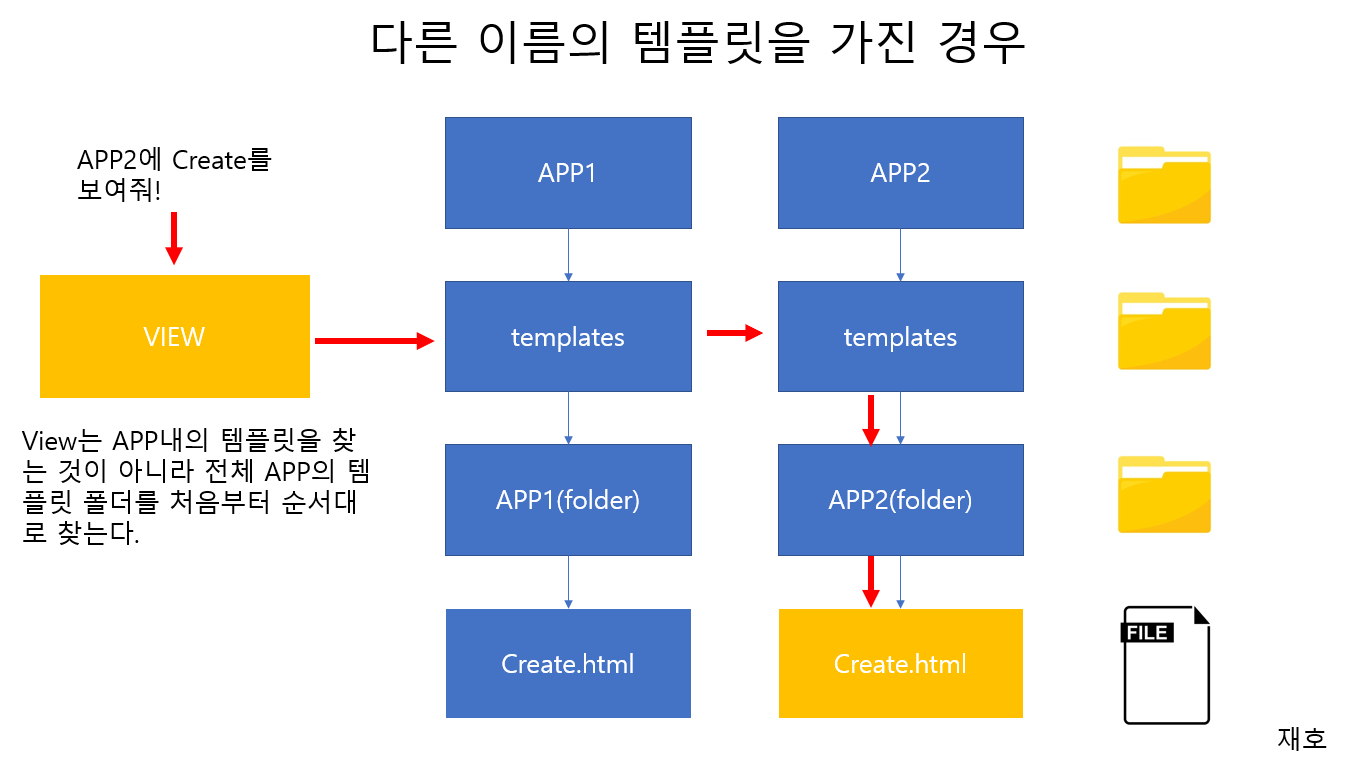 다른 이름의 템플릿을 가진 경우
APP2에 Create를
보여줘!
VIEW
View는 APP내의 템플릿을 찾
는 것이 아니라 전체 APP의 템
플릿 폴더를 처음부터 순서대
로 찾는다.
APP1
APP2
templates
templates
APP1(folder)
APP2(folder)
Create.html
Create.html
FILE
재호